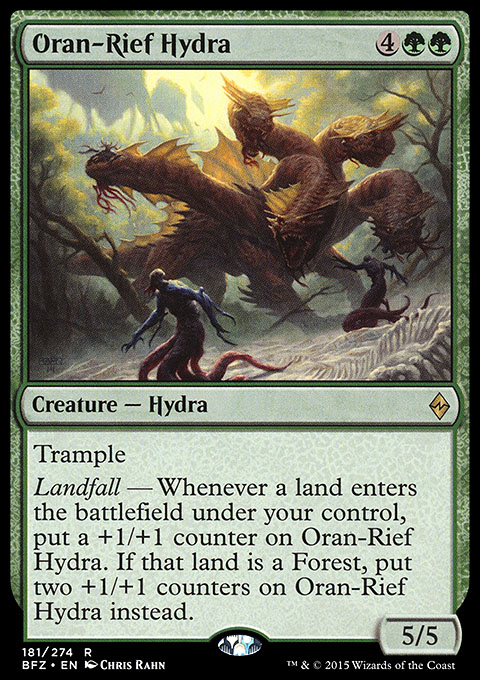 Oran-Rief Hydra 4
Creature — Hydra
Trample
Landfall — Whenever a land enters
the battlefield under your control,
put a +1/+1 counter on Oran-Rief
Hydra. If that land is a Forest, put
two +1/+1 counters on Oran-Rief
Hydra instead.
5/5
181/274 R
BFZ • EN Chris Rahn
™ & © 2015 Wizards of the Coast